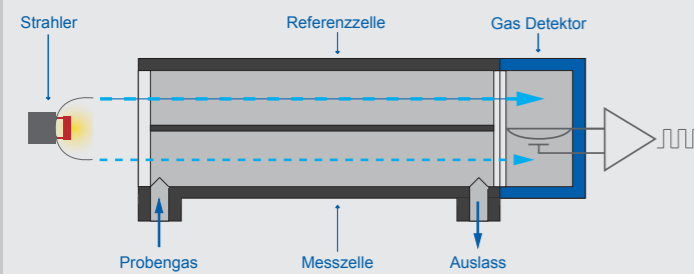 Strahler
Referenzzelle
Gas Detektor
Probengas
Messzelle
Auslass